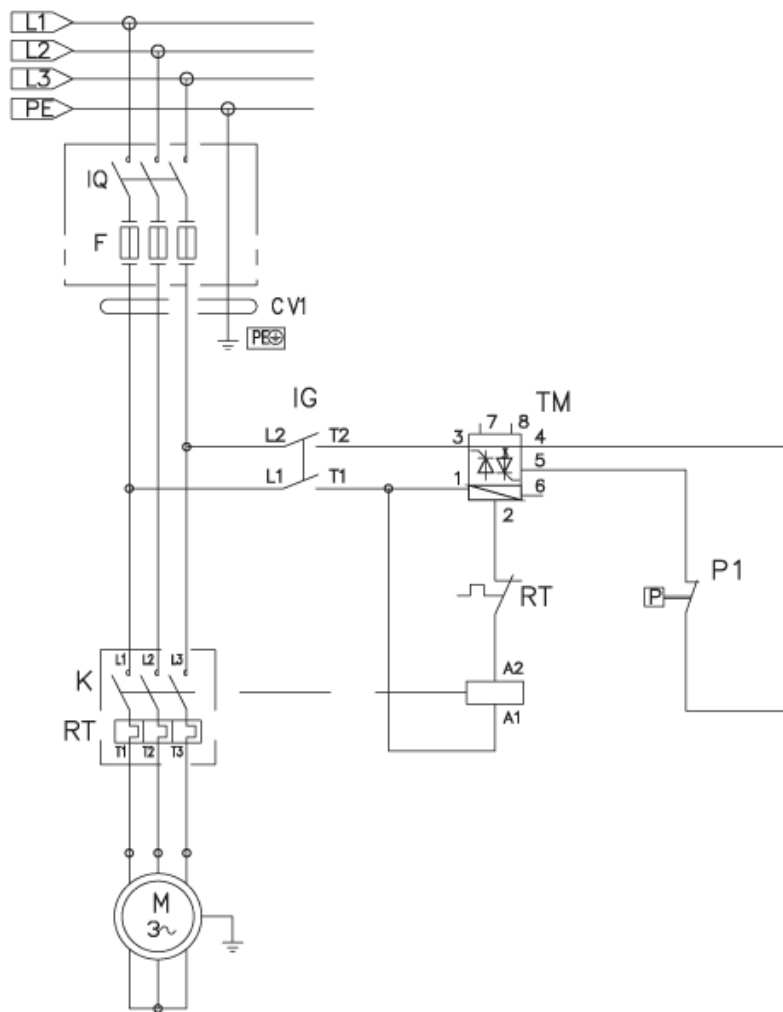 L1
L2
L3
PE
IQ
F
CV1
PE
IG
TM
7 8
L2 T2 3 4
5
L1 T1 1 6
2
P1
P
RT
L1 L2 L3
K
A2
RT
A1
T1 T2 T3
M
3~